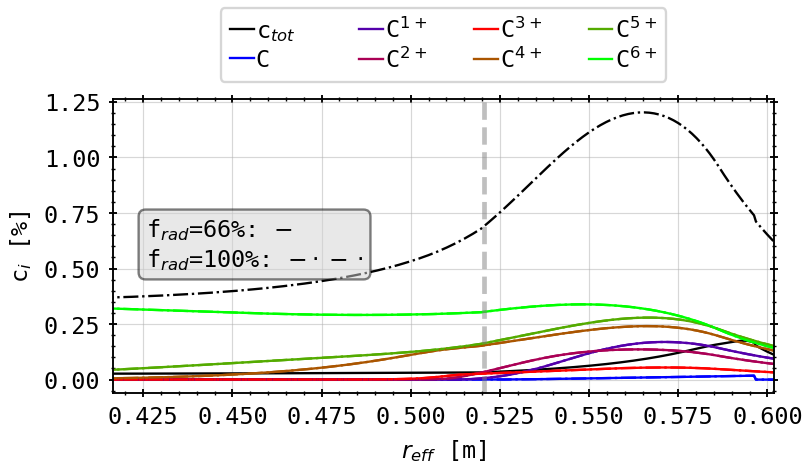 c_tot C^1+ C^3+ C^5+
C C^2+ C^4+ C^6+
1.25
1.00
0.75
0.50
0.25
0.00
c_i [%]
f_rad=66%: –
f_rad=100%: – · – ·
0.425 0.450 0.475 0.500 0.525 0.550 0.575 0.600
r_eff [m]